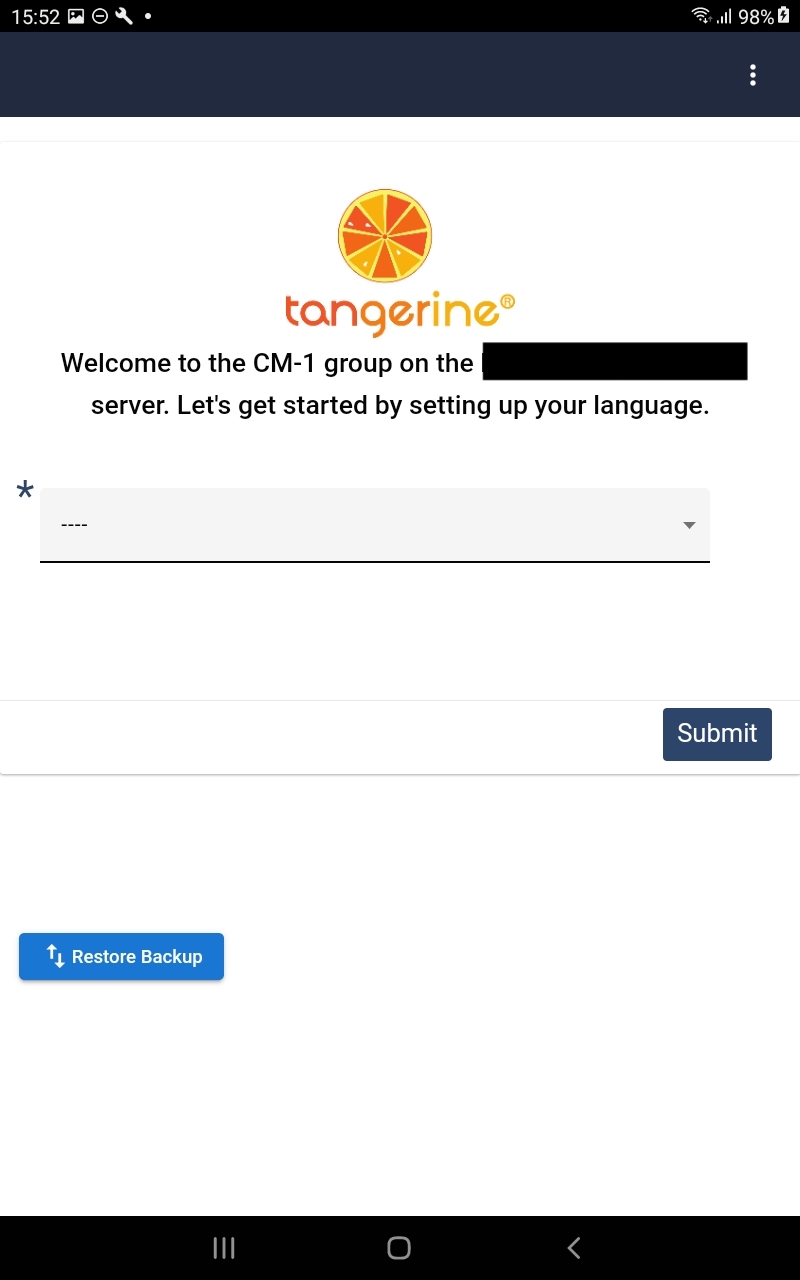 15:52 98%
tangerine®
Welcome to the CM-1 group on the
server. Let's get started by setting up your language.
*
----
Submit
Restore Backup